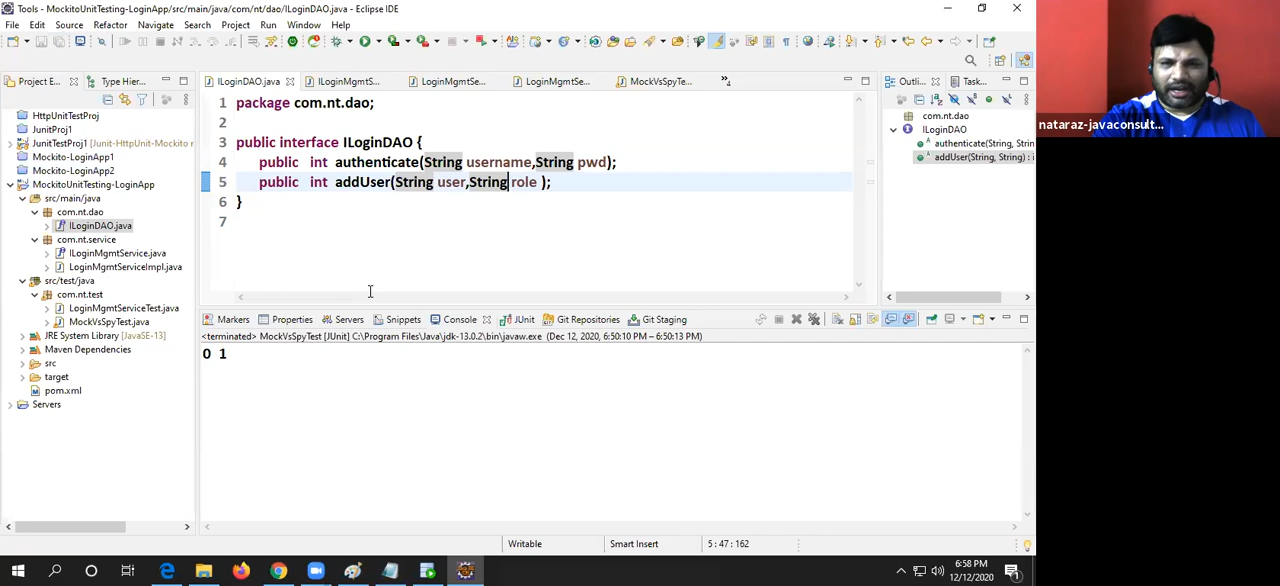 Tools - MockitoUnitTesting-LoginApp/src/main/java/com/nt/dao/ILoginDAO.java - Eclipse IDE
File Edit Source Refactor Navigate Search Project Run Window Help
Project E... Type Hier...
ILoginDAO.java ILoginMgmtS... LoginMgmtSe... LoginMgmtSe... MockVsSpyTe...
Outli... Task...
HttpUnitTestProj
JunitProj1
JunitTestProj1 [Junit-HttpUnit-Mockito r
Mockito-LoginApp1
Mockito-LoginApp2
MockitoUnitTesting-LoginApp
src/main/java
com.nt.dao
ILoginDAO.java
com.nt.service
ILoginMgmtService.java
LoginMgmtServiceImpl.java
src/test/java
com.nt.test
LoginMgmtServiceTest.java
MockVsSpyTest.java
JRE System Library [JavaSE-13]
Maven Dependencies
src
target
pom.xml
Servers
1 package com.nt.dao;
2
3 public interface ILoginDAO {
4 public int authenticate(String username,String pwd);
5 public int addUser(String user,String role );
6 }
7
com.nt.dao
ILoginDAO
authenticate(String, Strin
addUser(String, String) : i
nataraz-javaconsult...
Markers Properties Servers Snippets Console JUnit Git Repositories Git Staging
<terminated> MockVsSpyTest [JUnit] C:\Program Files\Java\jdk-13.0.2\bin\javaw.exe (Dec 12, 2020, 6:50:10 PM – 6:50:13 PM)
0 1
Writable Smart Insert 5 : 47 : 162
6:58 PM
12/12/2020